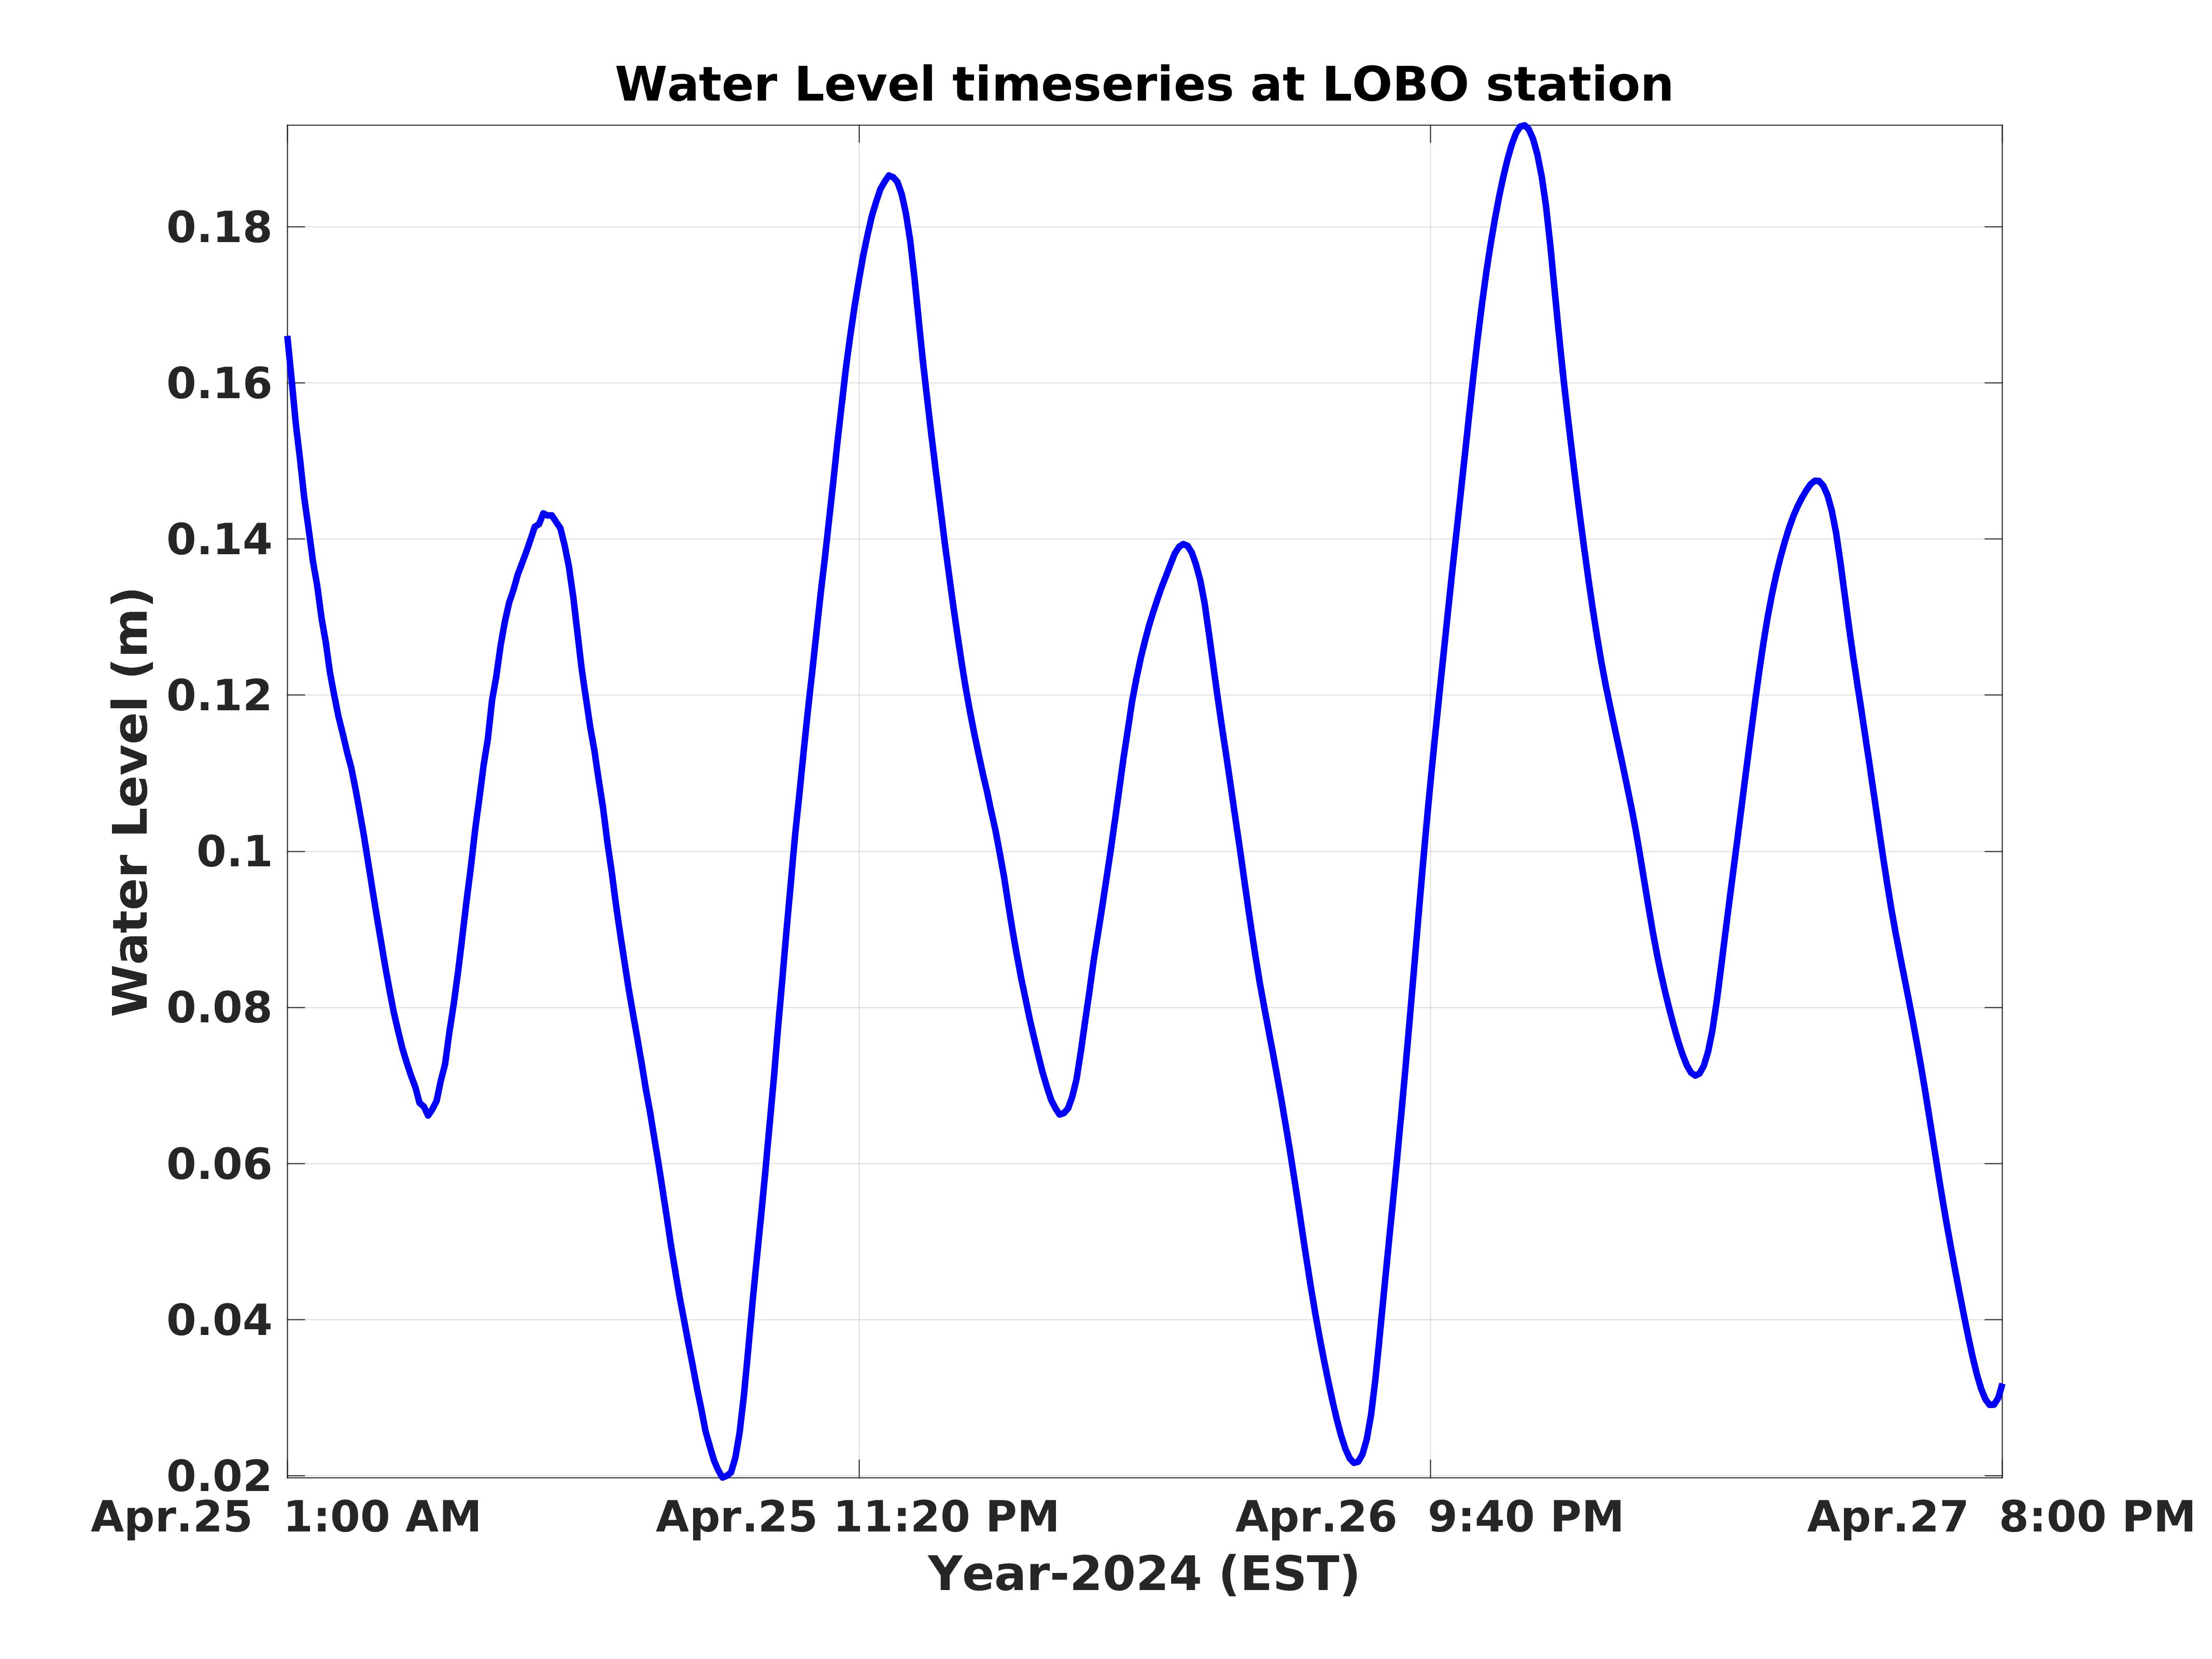 Water Level timeseries at LOBO station
0.18
0.16
0.14
0.12
0.1
0.08
0.06
0.04
0.02
Water Level (m)
Apr.25 1:00 AM
Apr.25 11:20 PM
Apr.26 9:40 PM
Apr.27 8:00 PM
Year-2024 (EST)